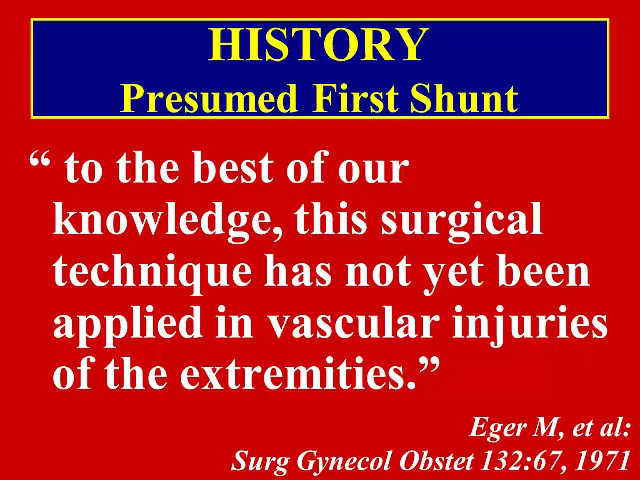 HISTORY
Presumed First Shunt
“ to the best of our
knowledge, this surgical
technique has not yet been
applied in vascular injuries
of the extremities.”
Eger M, et al:
Surg Gynecol Obstet 132:67, 1971